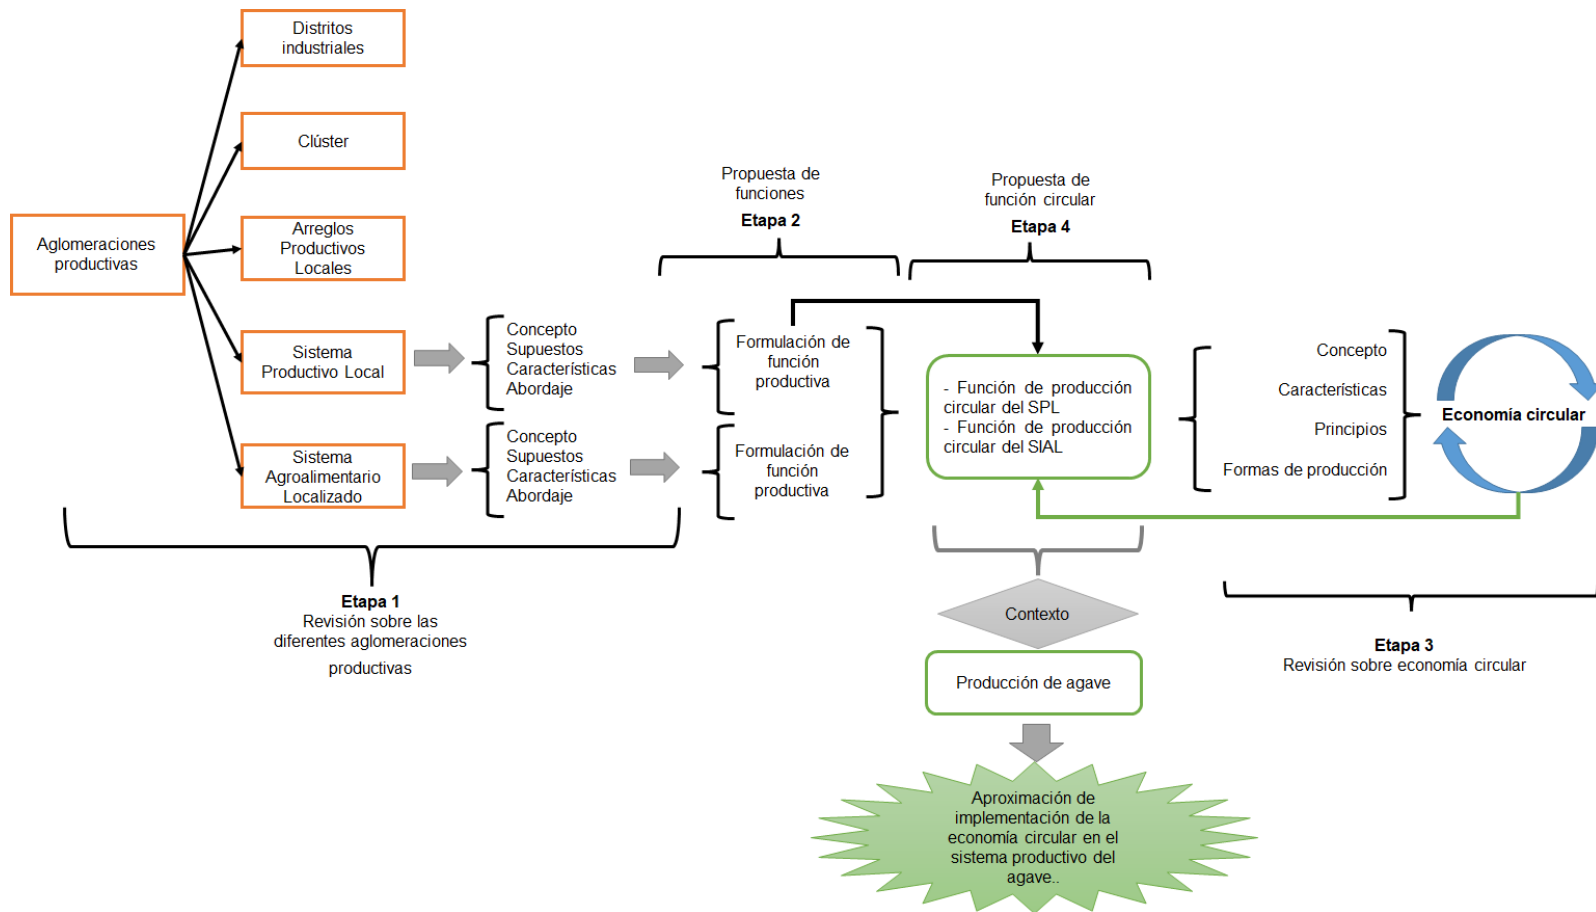 Distritos
industriales
Clúster
Aglomeraciones
productivas
Arreglos
Productivos
Locales
Sistema
Productivo Local
Sistema
Agroalimentario
Localizado
Concepto
Supuestos
Características
Abordaje
Concepto
Supuestos
Características
Abordaje
Etapa 1
Revisión sobre las
diferentes aglomeraciones
productivas
Propuesta de
funciones
Etapa 2
Formulación de
función
productiva
Formulación de
función
productiva
Propuesta de
función circular
Etapa 4
- Función de producción
circular del SPL
- Función de producción
circular del SIAL
Concepto
Características
Principios
Formas de producción
Economía circular
Etapa 3
Revisión sobre economía circular
Contexto
Producción de agave
Aproximación de
implementación de la
economía circular en el
sistema productivo del
agave..